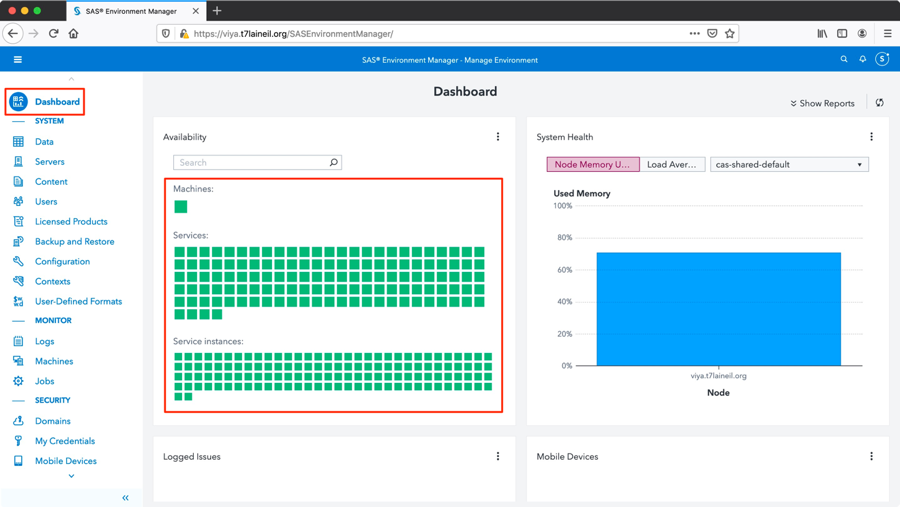 SAS® Environment Manager
https://viya.t7laineil.org/SASEnvironmentManager/
SAS® Environment Manager - Manage Environment
S
Dashboard
SYSTEM
Data
Servers
Content
Users
Licensed Products
Backup and Restore
Configuration
Contexts
User-Defined Formats
MONITOR
Logs
Machines
Jobs
SECURITY
Domains
My Credentials
Mobile Devices
Dashboard
Show Reports
Availability
Search
Machines:
Services:
Service instances:
System Health
Node Memory U...
Load Aver...
cas-shared-default
Used Memory
100%
80%
60%
40%
20%
0%
viya.t7laineil.org
Node
Logged Issues
Mobile Devices